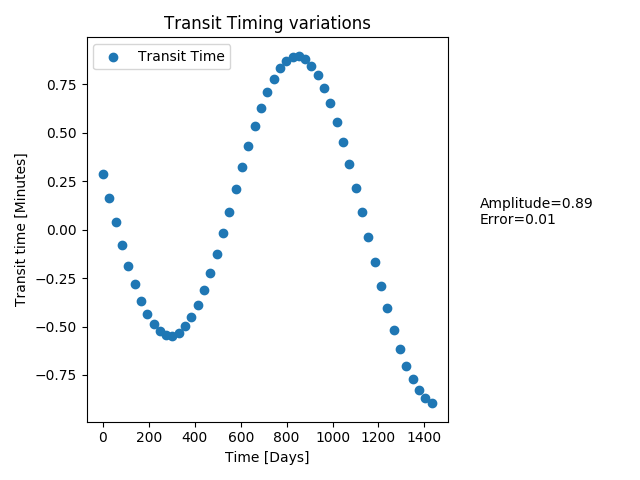 Transit Timing variations
Transit Time
0.75
0.50
0.25
0.00
−0.25
−0.50
−0.75
Transit time [Minutes]
0 200 400 600 800 1000 1200 1400
Time [Days]
Amplitude=0.89
Error=0.01